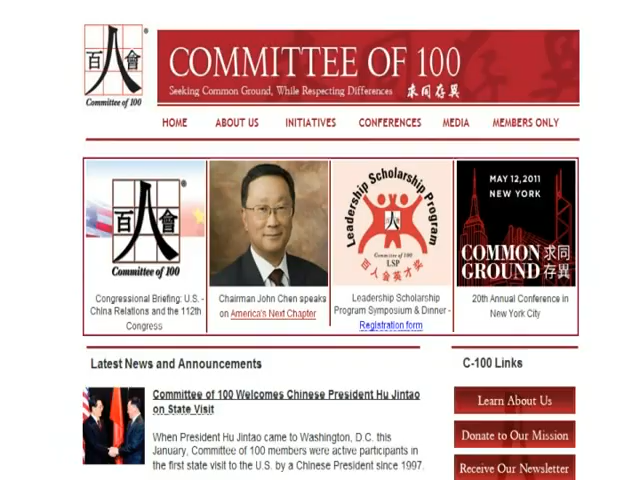 百人會
Committee of 100
COMMITTEE OF 100
Seeking Common Ground, While Respecting Differences 求同存異
HOME ABOUT US INITIATIVES CONFERENCES MEDIA MEMBERS ONLY
百人會
Committee of 100
Congressional Briefing: U.S. -
China Relations and the 112th
Congress
Chairman John Chen speaks
on America's Next Chapter
Leadership Scholarship Program
Committee of 100
LSP
百人会英才奖
Leadership Scholarship
Program Symposium & Dinner -
Registration form
MAY 12, 2011
NEW YORK
COMMON 求同
GROUND 存異
20th Annual Conference in
New York City
Latest News and Announcements
Committee of 100 Welcomes Chinese President Hu Jintao
on State Visit
When President Hu Jintao came to Washington, D.C. this
January, Committee of 100 members were active participants in
the first state visit to the U.S. by a Chinese President since 1997.
C-100 Links
Learn About Us
Donate to Our Mission
Receive Our Newsletter